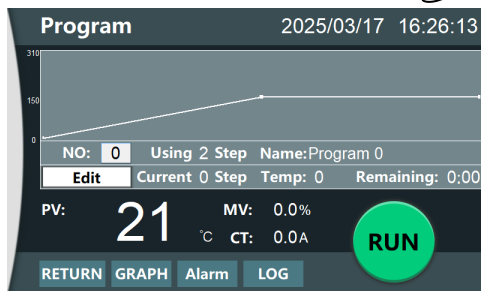 Program 2025/03/17 16:26:13
310
150
0
NO: 0 Using 2 Step Name:Program 0
Edit Current 0 Step Temp: 0 Remaining: 0:00
PV: 21 °C MV: 0.0%
CT: 0.0A
RUN
RETURN GRAPH Alarm LOG